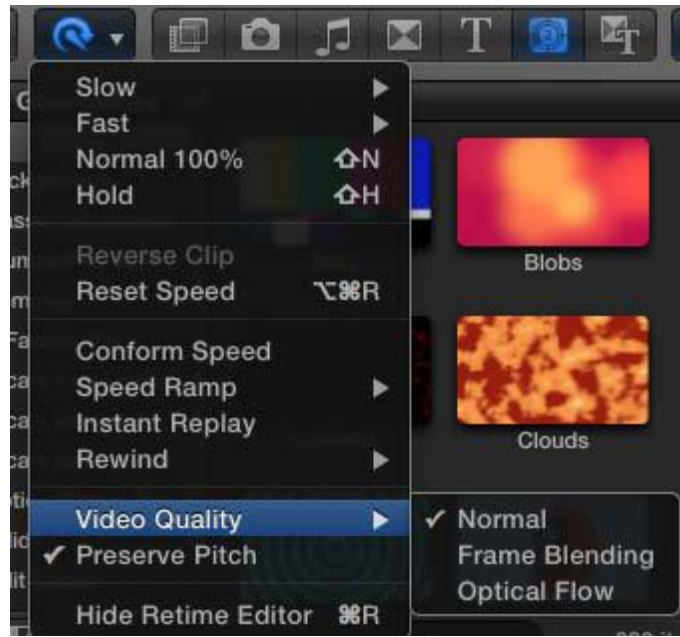 T
T
Slow
Fast
Normal 100% ⇧N
Hold ⇧H
Reverse Clip
Reset Speed ⌥⌘R
Conform Speed
Speed Ramp
Instant Replay
Rewind
Video Quality
✓ Preserve Pitch
Hide Retime Editor ⌘R
✓ Normal
Frame Blending
Optical Flow
Blobs
Clouds